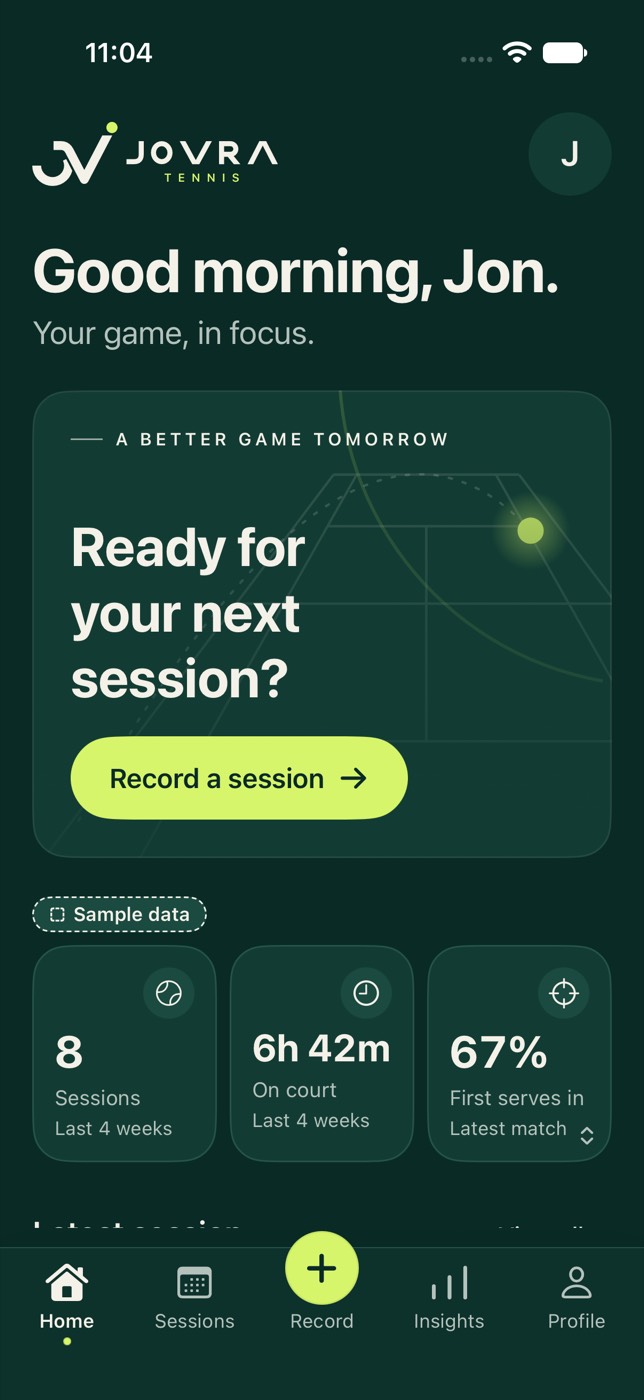 11:04
JOVRA
TENNIS
J
Good morning, Jon.
Your game, in focus.
A BETTER GAME TOMORROW
Ready for
your next
session?
Record a session
Sample data
8
Sessions
Last 4 weeks
6h 42m
On court
Last 4 weeks
67%
First serves in
Latest match
Latest session
Home
Sessions
Record
Insights
Profile